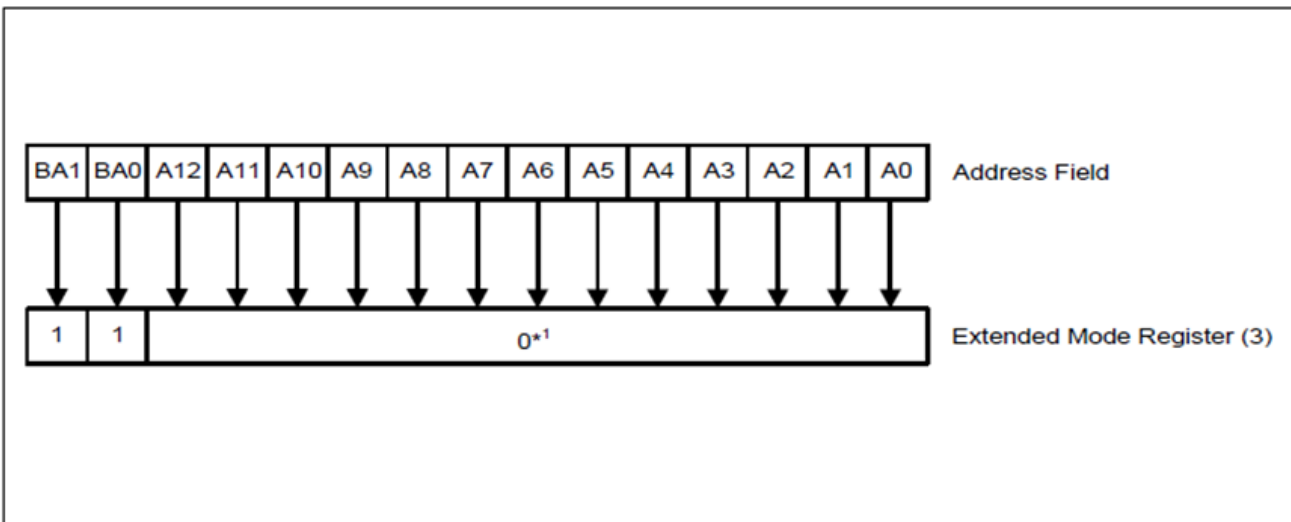 BA1 BA0 A12 A11 A10 A9 A8 A7 A6 A5 A4 A3 A2 A1 A0 Address Field
1 1 0*¹ Extended Mode Register (3)